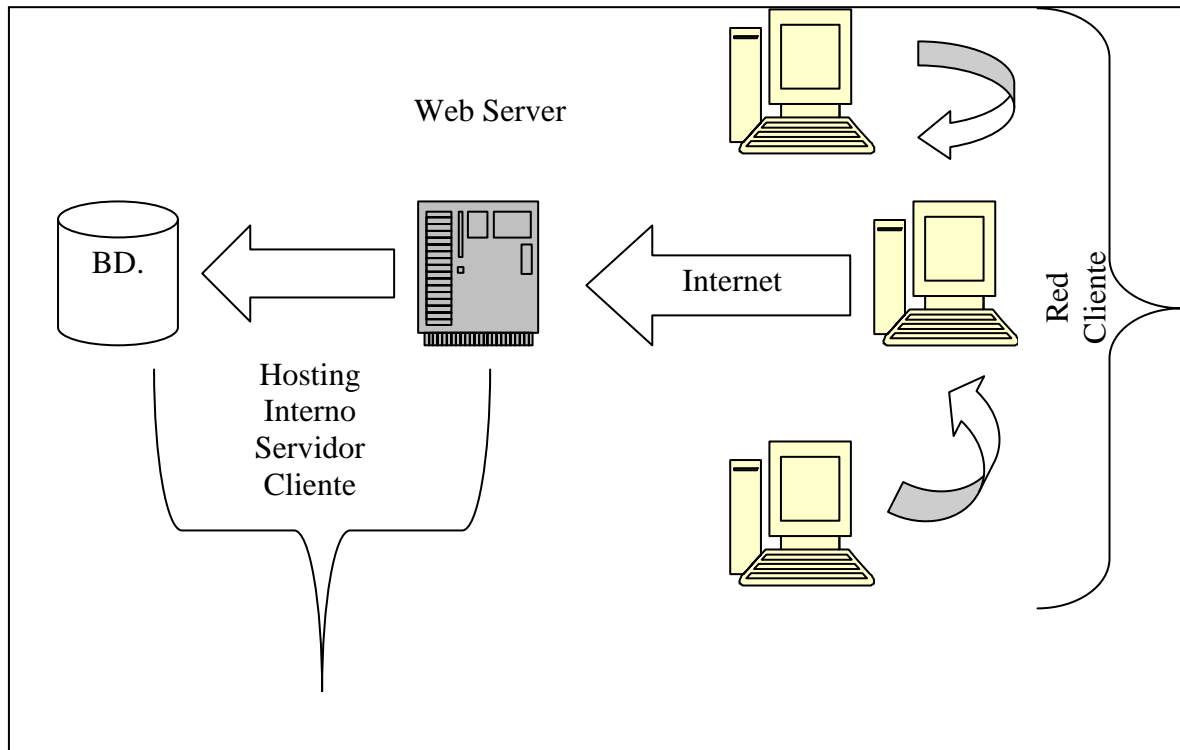 Web Server
BD.
Internet
Red
Cliente
Hosting
Interno
Servidor
Cliente